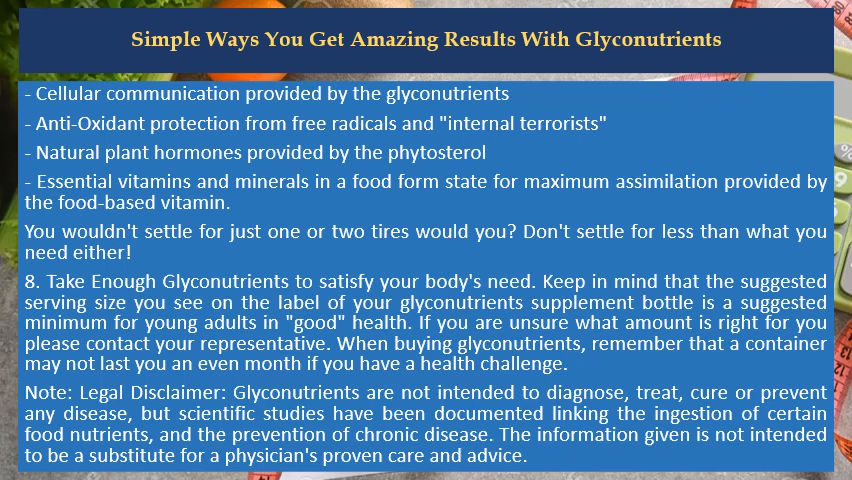 Simple Ways You Get Amazing Results With Glyconutrients
- Cellular communication provided by the glyconutrients
- Anti-Oxidant protection from free radicals and "internal terrorists"
- Natural plant hormones provided by the phytosterol
- Essential vitamins and minerals in a food form state for maximum assimilation provided by
the food-based vitamin.
You wouldn't settle for just one or two tires would you? Don't settle for less than what you
need either!
8. Take Enough Glyconutrients to satisfy your body's need. Keep in mind that the suggested
serving size you see on the label of your glyconutrients supplement bottle is a suggested
minimum for young adults in "good" health. If you are unsure what amount is right for you
please contact your representative. When buying glyconutrients, remember that a container
may not last you an even month if you have a health challenge.
Note: Legal Disclaimer: Glyconutrients are not intended to diagnose, treat, cure or prevent
any disease, but scientific studies have been documented linking the ingestion of certain
food nutrients, and the prevention of chronic disease. The information given is not intended
to be a substitute for a physician's proven care and advice.